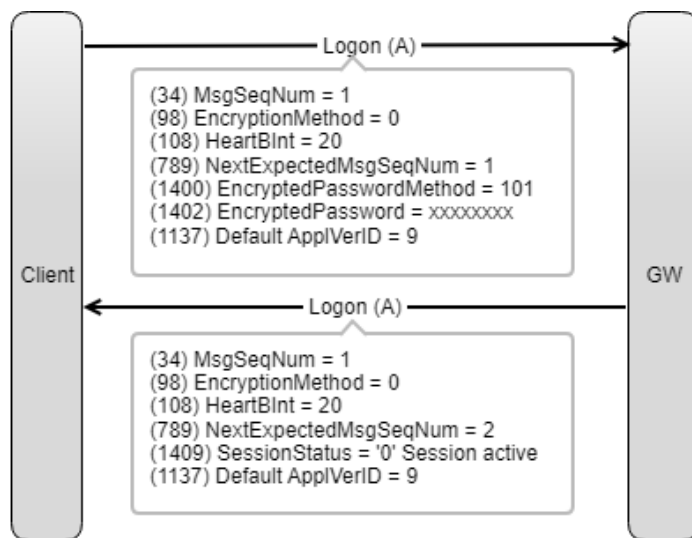 Logon (A)
(34) MsgSeqNum = 1
(98) EncryptionMethod = 0
(108) HeartBInt = 20
(789) NextExpectedMsgSeqNum = 1
(1400) EncryptedPasswordMethod = 101
(1402) EncryptedPassword = xxxxxxxx
(1137) Default ApplVerID = 9
Client
GW
Logon (A)
(34) MsgSeqNum = 1
(98) EncryptionMethod = 0
(108) HeartBInt = 20
(789) NextExpectedMsgSeqNum = 2
(1409) SessionStatus = '0' Session active
(1137) Default ApplVerID = 9